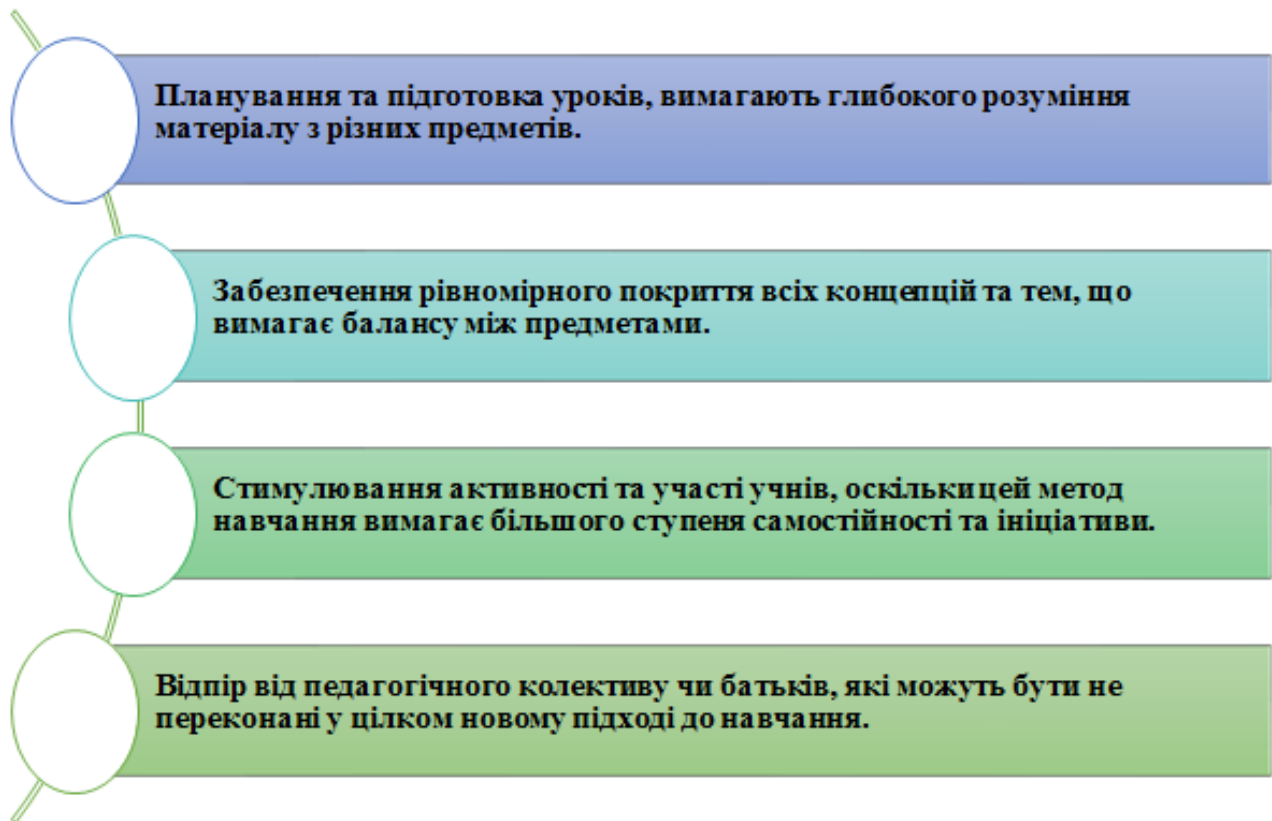 Планування та підготовка уроків, вимагають глибокого розуміння
матеріалу з різних предметів.
Забезпечення рівномірного покриття всіх концепцій та тем, що
вимагає балансу між предметами.
Стимулювання активності та участі учнів, оскільки цей метод
навчання вимагає більшого ступеня самостійності та ініціативи.
Відпір від педагогічного колективу чи батьків, які можуть бути не
переконані у цілком новому підході до навчання.